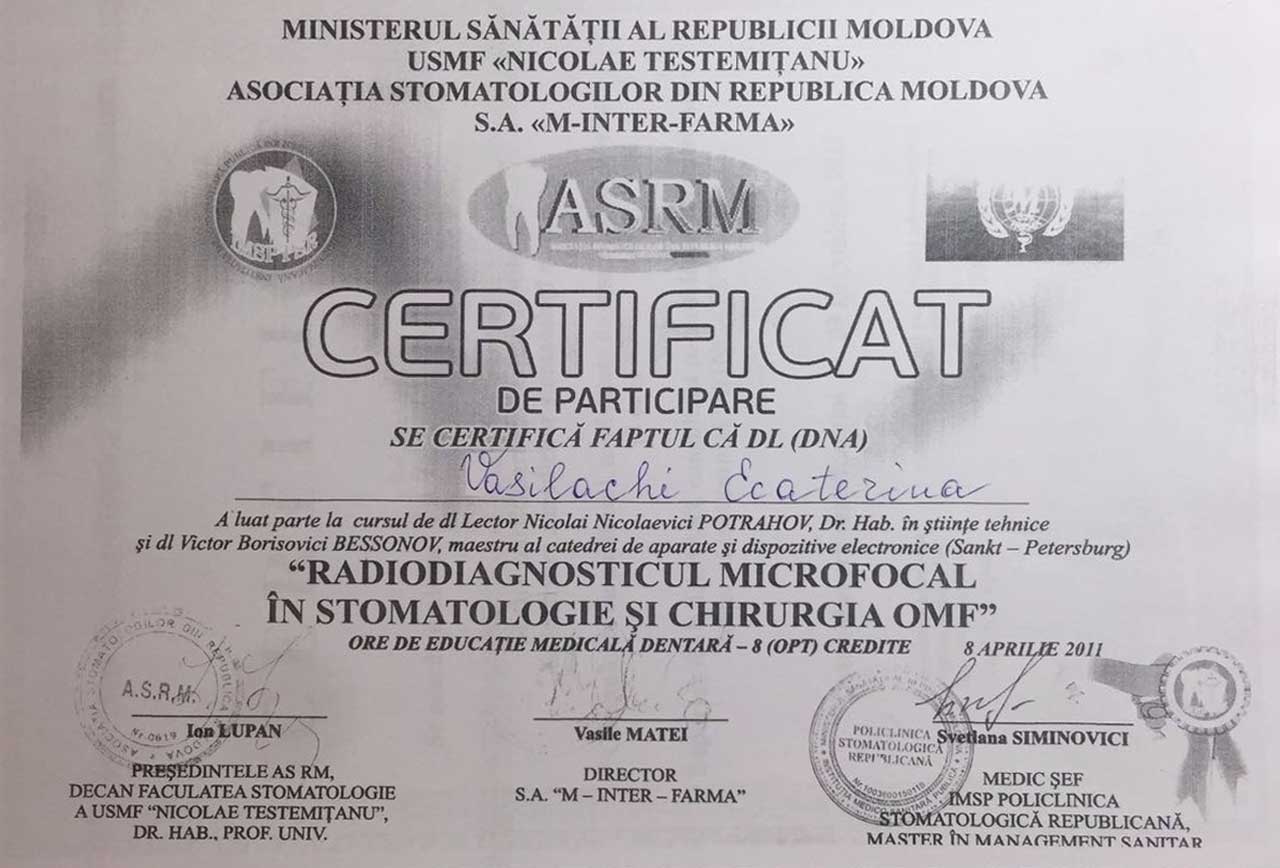 MINISTERUL SĂNĂTĂȚII AL REPUBLICII MOLDOVA
USMF «NICOLAE TESTEMIȚANU»
ASOCIAȚIA STOMATOLOGILOR DIN REPUBLICA MOLDOVA
S.A. «M-INTER-FARMA»
ASRM
CERTIFICAT
DE PARTICIPARE
SE CERTIFICĂ FAPTUL CĂ DL (DNA)
Vasilachi Ecaterina
A luat parte la cursul de dl Lector Nicolai Nicolaevici POTRAHOV, Dr. Hab. în științe tehnice
și dl Victor Borisovici BESSONOV, maestru al catedrei de aparate și dispozitive electronice (Sankt – Petersburg)
“RADIODIAGNOSTICUL MICROFOCAL
ÎN STOMATOLOGIE ȘI CHIRURGIA OMF”
ORE DE EDUCAȚIE MEDICALĂ DENTARĂ – 8 (OPT) CREDITE 8 APRILIE 2011
A.S.R.M.
POLICLINICA
STOMATOLOGICĂ
REPUBLICANĂ
Ion LUPAN Vasile MATEI Svetlana SIMINOVICI
PREȘEDINTELE AS RM,
DECAN FACULATEA STOMATOLOGIE
A USMF “NICOLAE TESTEMIȚANU”,
DR. HAB., PROF. UNIV.
DIRECTOR
S.A. “M – INTER – FARMA”
MEDIC ȘEF
IMSP POLICLINICA
STOMATOLOGICĂ REPUBLICANĂ,
MASTER ÎN MANAGEMENT SANITAR